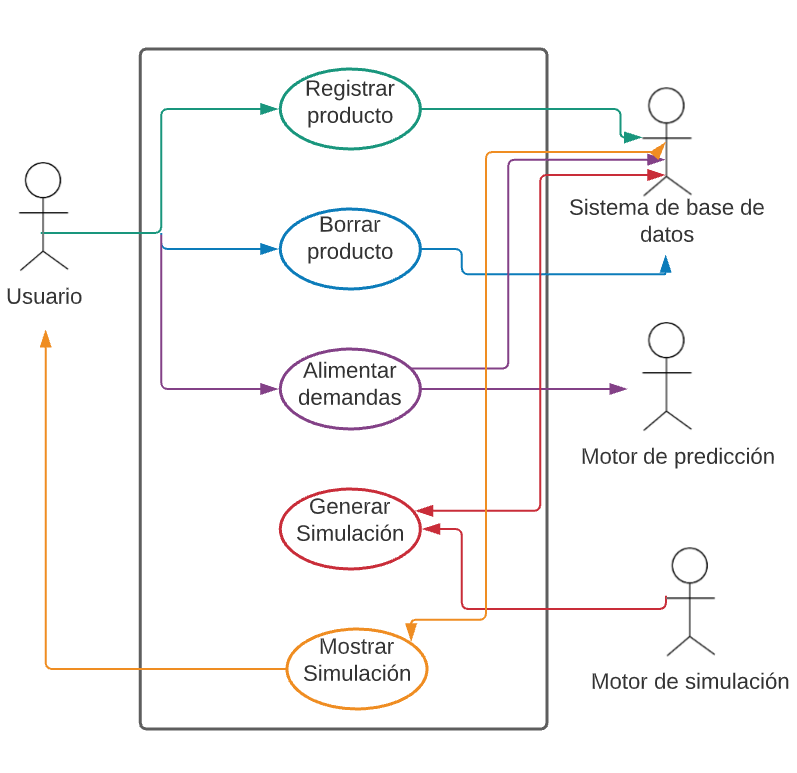 Registrar
producto
Sistema de base de
datos
Borrar
producto
Usuario
Alimentar
demandas
Motor de predicción
Generar
Simulación
Mostrar
Simulación
Motor de simulación